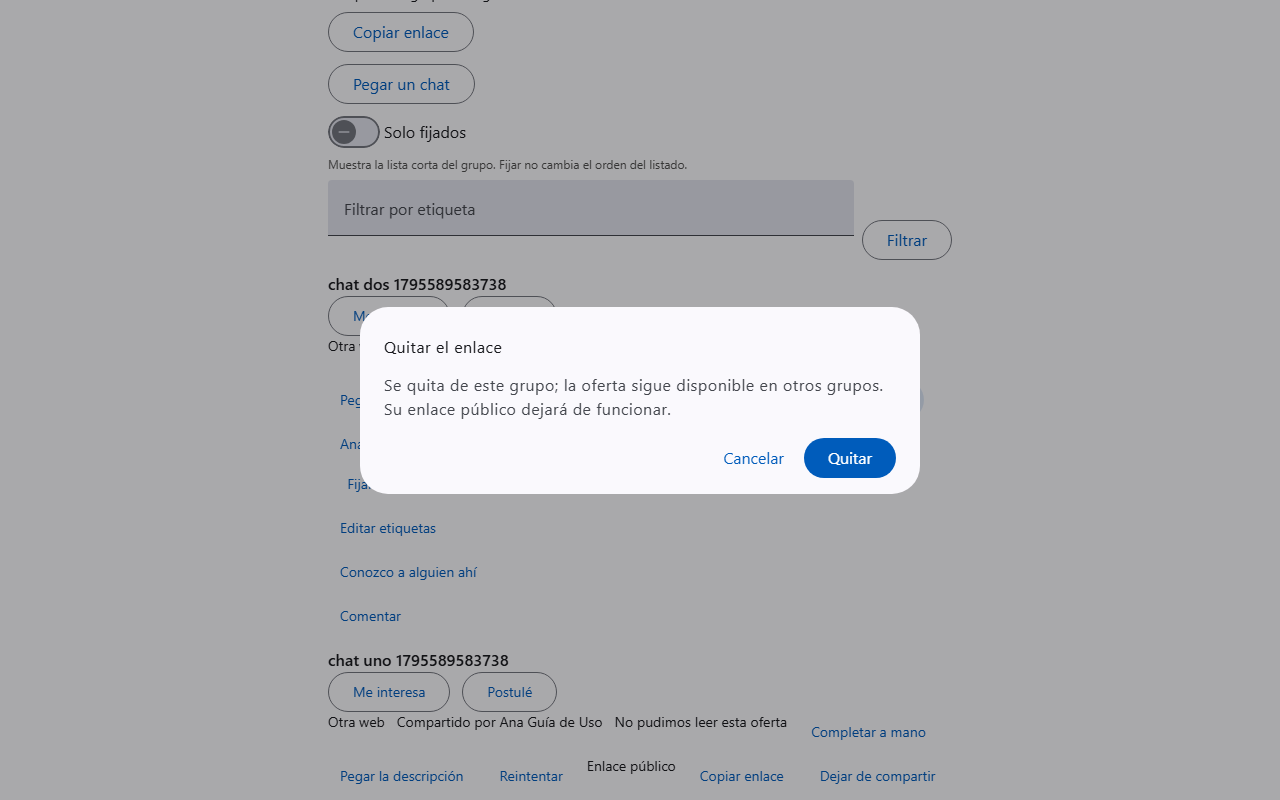 Copiar enlace
Pegar un chat
Solo fijados
Muestra la lista corta del grupo. Fijar no cambia el orden del listado.
Filtrar por etiqueta
Filtrar
chat dos 1795589583738
Otra
Quitar el enlace
Se quita de este grupo; la oferta sigue disponible en otros grupos.
Su enlace público dejará de funcionar.
Cancelar Quitar
Editar etiquetas
Conozco a alguien ahí
Comentar
chat uno 1795589583738
Me interesa Postulé
Otra web Compartido por Ana Guía de Uso No pudimos leer esta oferta Completar a mano
Pegar la descripción Reintentar Enlace público Copiar enlace Dejar de compartir